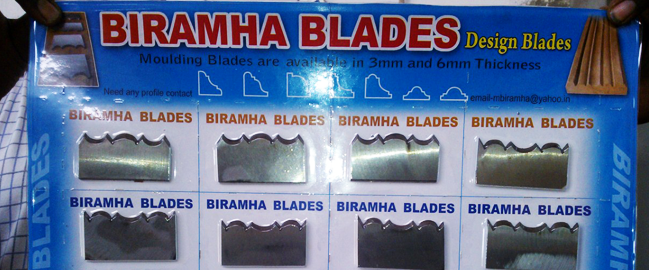 BIRAMHA BLADES Design Blades
Moulding Blades are available in 3mm and 6mm Thickness
Need any profile contact
email-mbiramha@yahoo.in
BIRAMHA BLADES BIRAMHA BLADES BIRAMHA BLADES BIRAMHA BLADES
BIRAMHA BLADES BIRAMHA BLADES BIRAMHA BLADES BIRAMHA BLADES
BLADES
BIRAMH